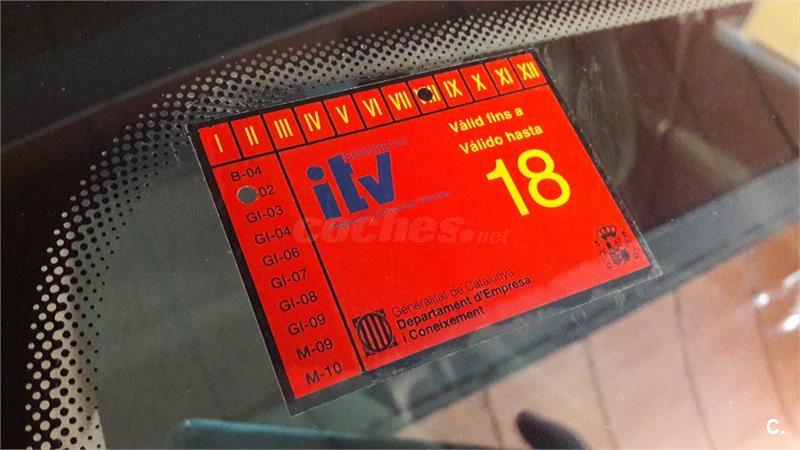 I II III IV V VI VII VIII IX X XI XII
Vàlid fins a
Válido hasta
18
itv
B-04
-02
GI-03
GI-04
GI-06
GI-07
GI-08
GI-09
M-09
M-10
coches.net
Generalitat de Catalunya
Departament d'Empresa
i Coneixement
C.